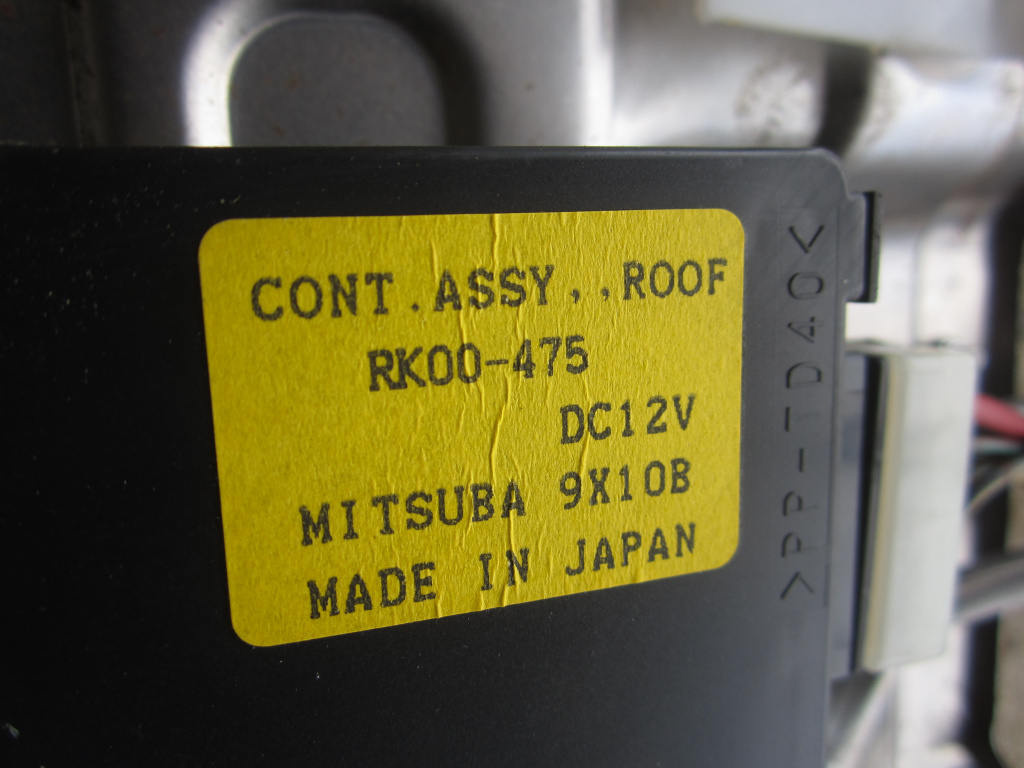 CONT.ASSY,.ROOF
RK00-475
DC12V
MITSUBA 9X10B
MADE IN JAPAN
>PP-TD40<